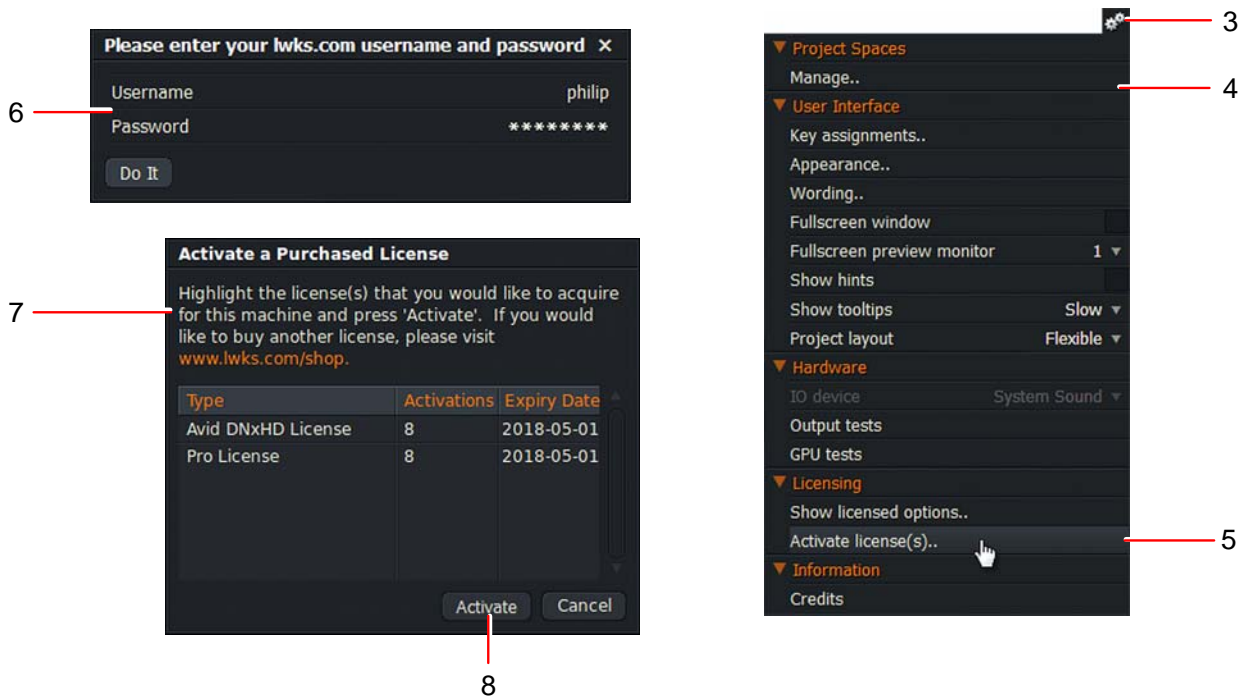 Please enter your lwks.com username and password ×
Username philip
6
Password ********
Do It
Activate a Purchased License
Highlight the license(s) that you would like to acquire
7
for this machine and press 'Activate'. If you would
like to buy another license, please visit
www.lwks.com/shop.
Type Activations Expiry Date
Avid DNxHD License 8 2018-05-01
Pro License 8 2018-05-01
Activate Cancel
8
3
Project Spaces
Manage..
4
User Interface
Key assignments..
Appearance..
Wording..
Fullscreen window
Fullscreen preview monitor 1
Show hints
Show tooltips Slow
Project layout Flexible
Hardware
IO device System Sound
Output tests
GPU tests
Licensing
Show licensed options..
Activate license(s).. 5
Information
Credits